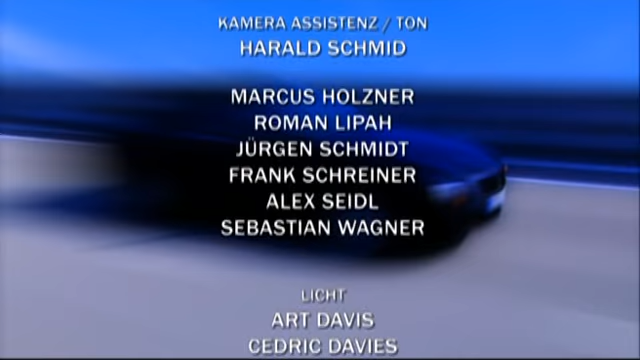 KAMERA ASSISTENZ / TON
HARALD SCHMID
MARCUS HOLZNER
ROMAN LIPAH
JÜRGEN SCHMIDT
FRANK SCHREINER
ALEX SEIDL
SEBASTIAN WAGNER
LICHT
ART DAVIS
CEDRIC DAVIES